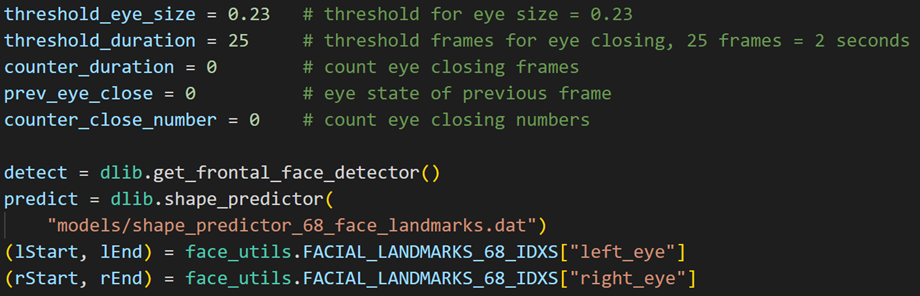 threshold_eye_size = 0.23   # threshold for eye size = 0.23
threshold_duration = 25     # threshold frames for eye closing, 25 frames = 2 seconds
counter_duration = 0        # count eye closing frames
prev_eye_close = 0          # eye state of previous frame
counter_close_number = 0    # count eye closing numbers

detect = dlib.get_frontal_face_detector()
predict = dlib.shape_predictor(
    "models/shape_predictor_68_face_landmarks.dat")
(lStart, lEnd) = face_utils.FACIAL_LANDMARKS_68_IDXS["left_eye"]
(rStart, rEnd) = face_utils.FACIAL_LANDMARKS_68_IDXS["right_eye"]